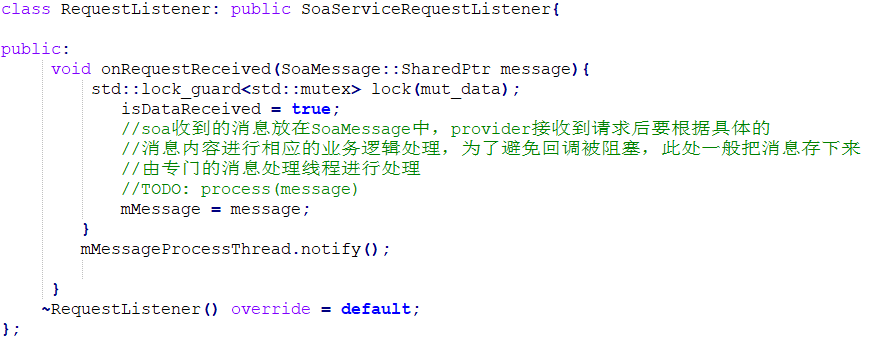 class RequestListener: public SoaServiceRequestListener{
public:
void onRequestReceived(SoaMessage::SharedPtr message){
std::lock_guard<std::mutex> lock(mut_data);
isDataReceived = true;
//soa收到的消息放在SoaMessage中，provider接收到请求后要根据具体的
//消息内容进行相应的业务逻辑处理，为了避免回调被阻塞，此处一般把消息存下来
//由专门的消息处理线程进行处理
//TODO: process(message)
mMessage = message;
}
mMessageProcessThread.notify();
}
~RequestListener() override = default;
};